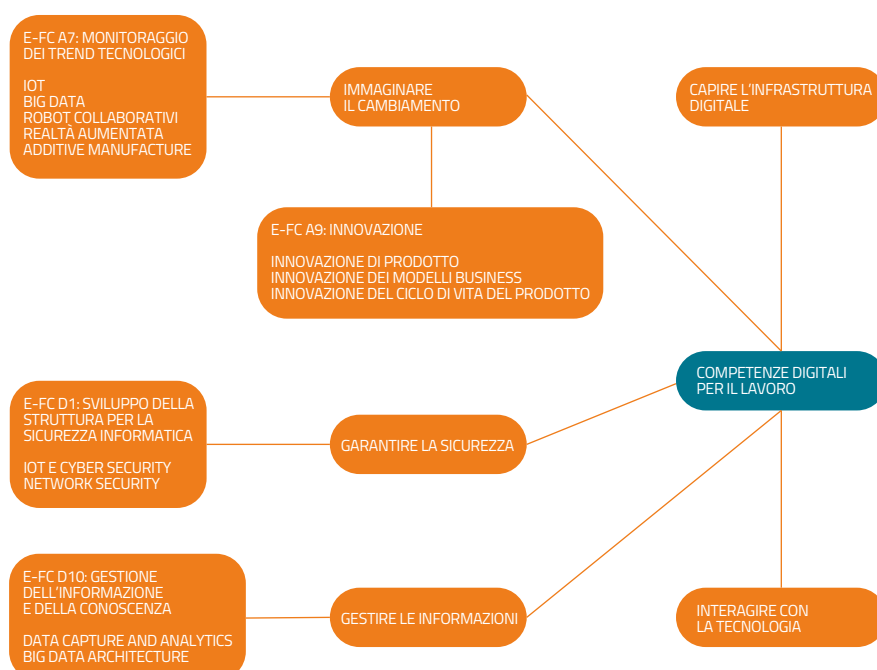 E-FC A7: MONITORAGGIO
DEI TREND TECNOLOGICI
IOT
BIG DATA
ROBOT COLLABORATIVI
REALTÀ AUMENTATA
ADDITIVE MANUFACTURE
IMMAGINARE
IL CAMBIAMENTO
CAPIRE L'INFRASTRUTTURA
DIGITALE
E-FC A9: INNOVAZIONE
INNOVAZIONE DI PRODOTTO
INNOVAZIONE DEI MODELLI BUSINESS
INNOVAZIONE DEL CICLO DI VITA DEL PRODOTTO
COMPETENZE DIGITALI
PER IL LAVORO
E-FC D1: SVILUPPO DELLA
STRUTTURA PER LA
SICUREZZA INFORMATICA
IOT E CYBER SECURITY
NETWORK SECURITY
GARANTIRE LA SICUREZZA
E-FC D10: GESTIONE
DELL'INFORMAZIONE
E DELLA CONOSCENZA
DATA CAPTURE AND ANALYTICS
BIG DATA ARCHITECTURE
GESTIRE LE INFORMAZIONI
INTERAGIRE CON
LA TECNOLOGIA